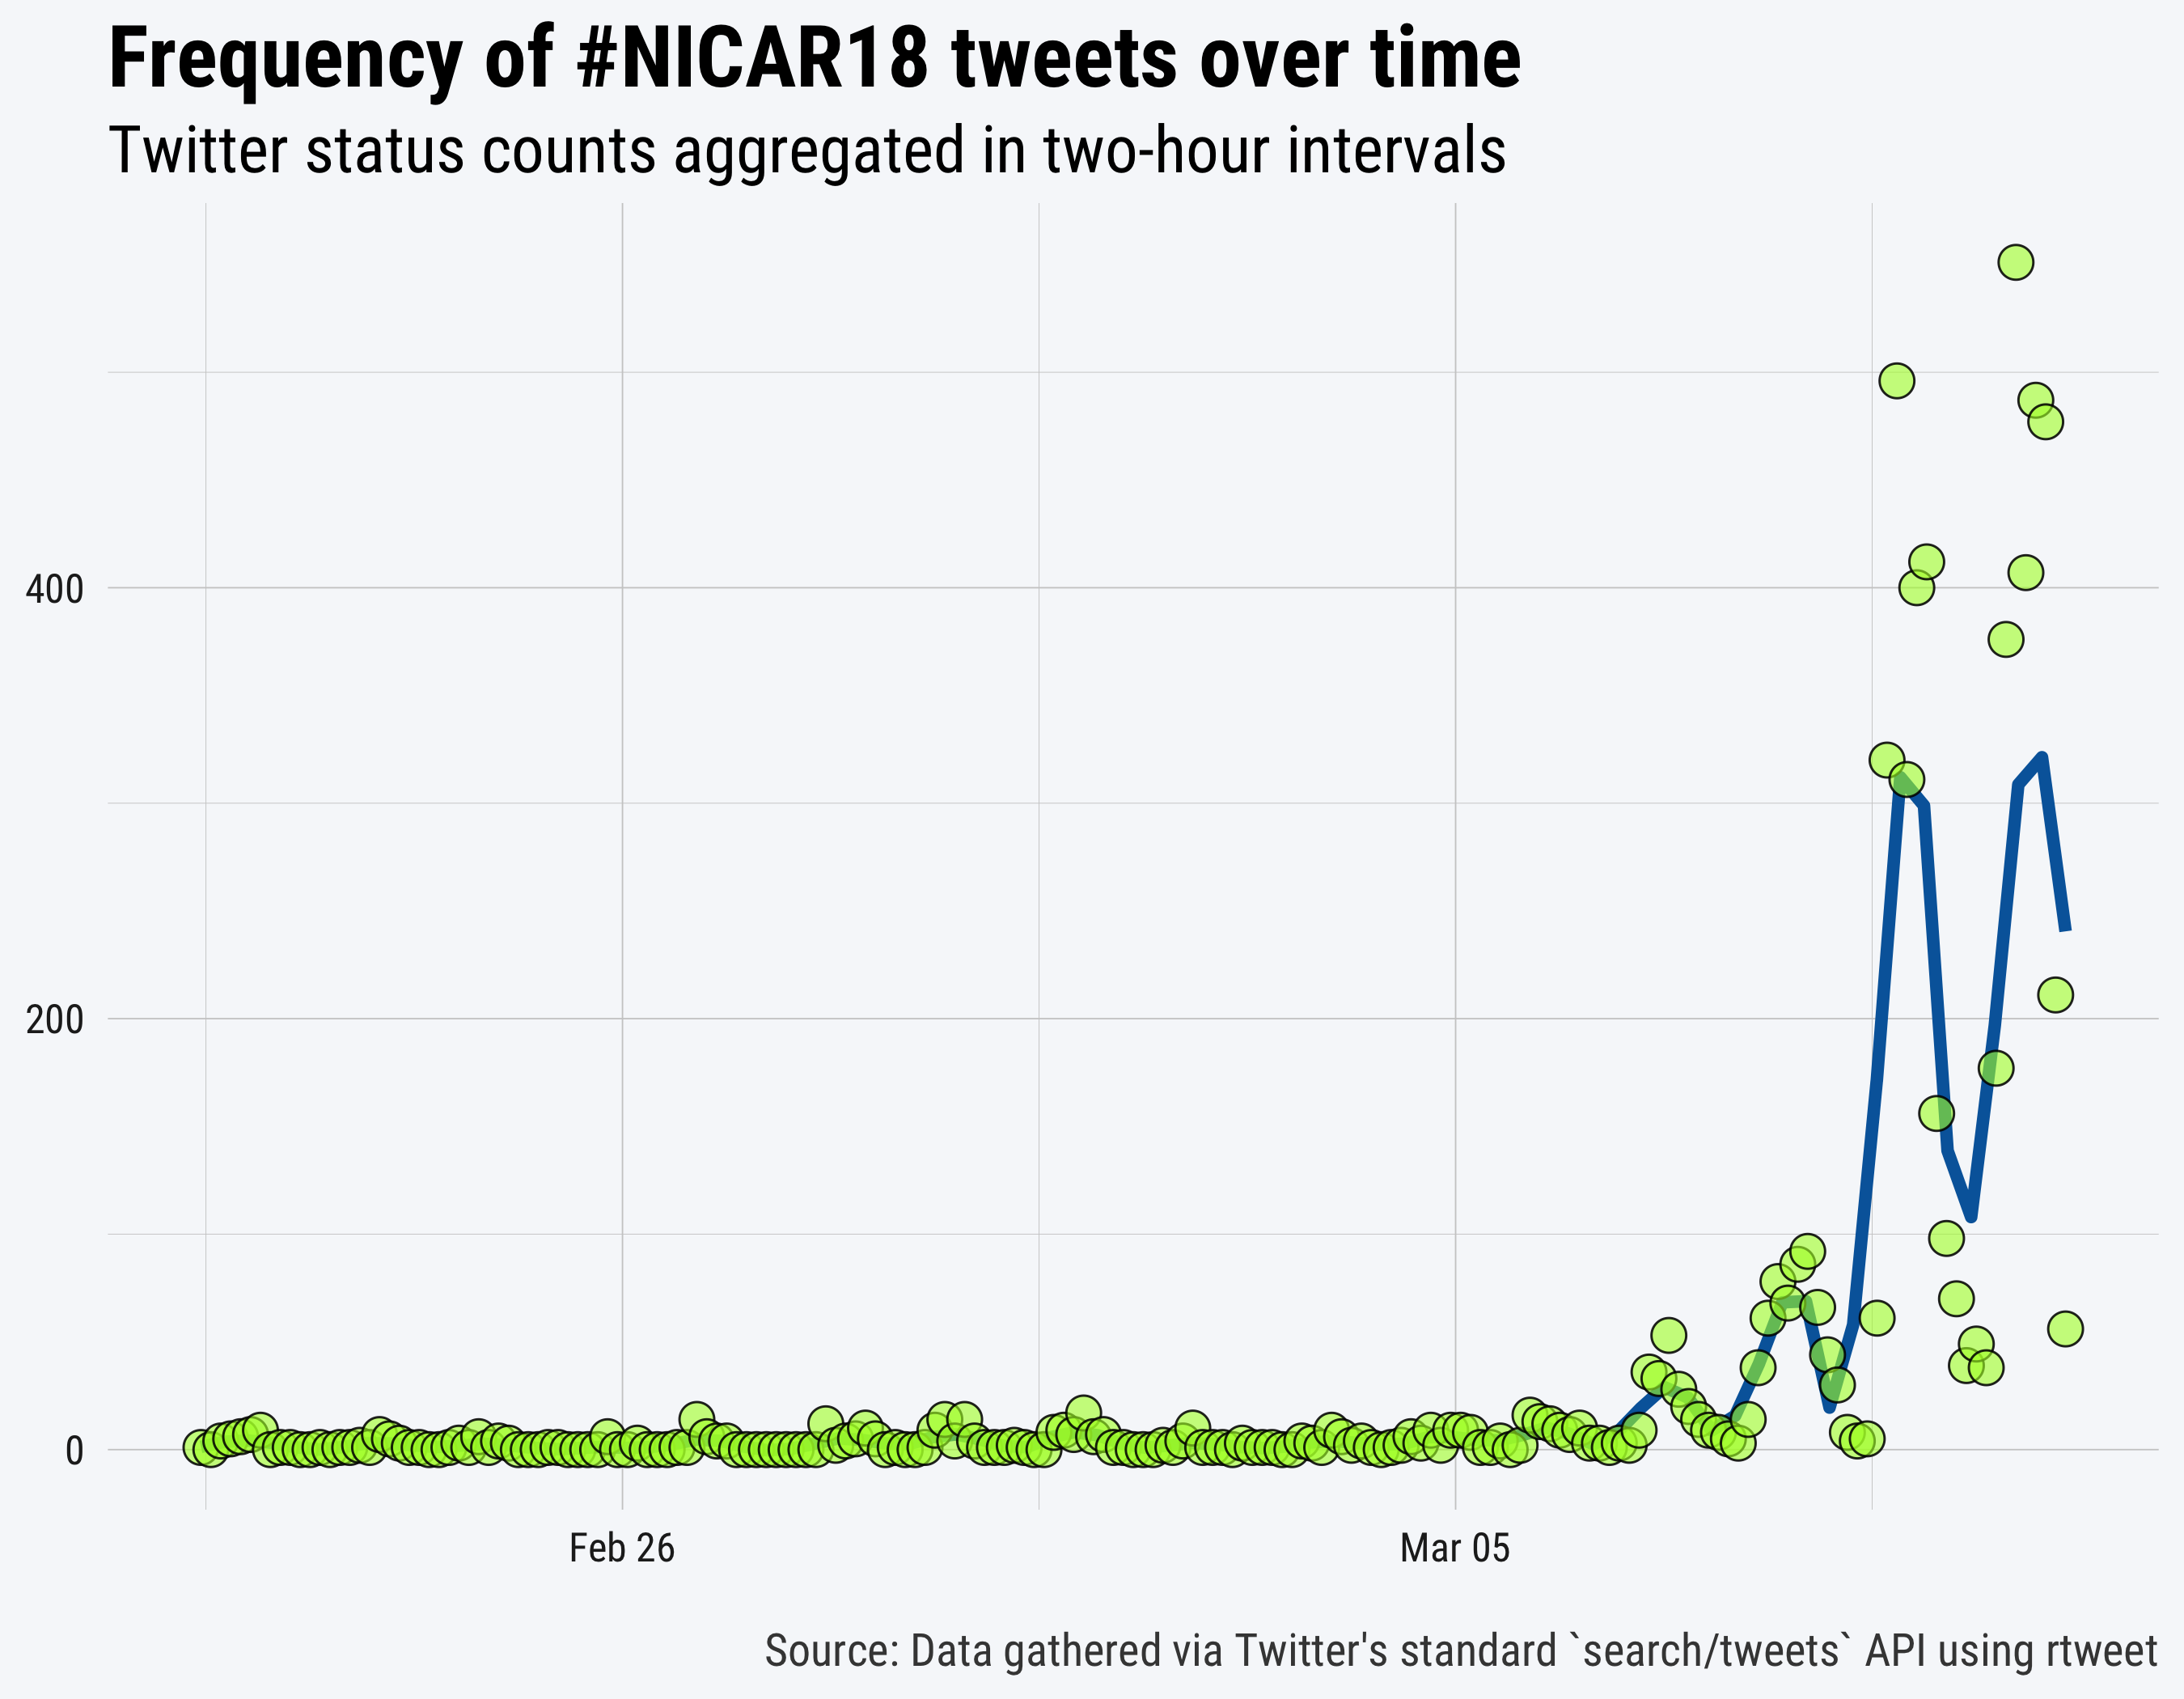 Frequency of #NICAR18 tweets over time
Twitter status counts aggregated in two-hour intervals
400
200
0
Feb 26
Mar 05
Source: Data gathered via Twitter's standard `search/tweets` API using rtweet